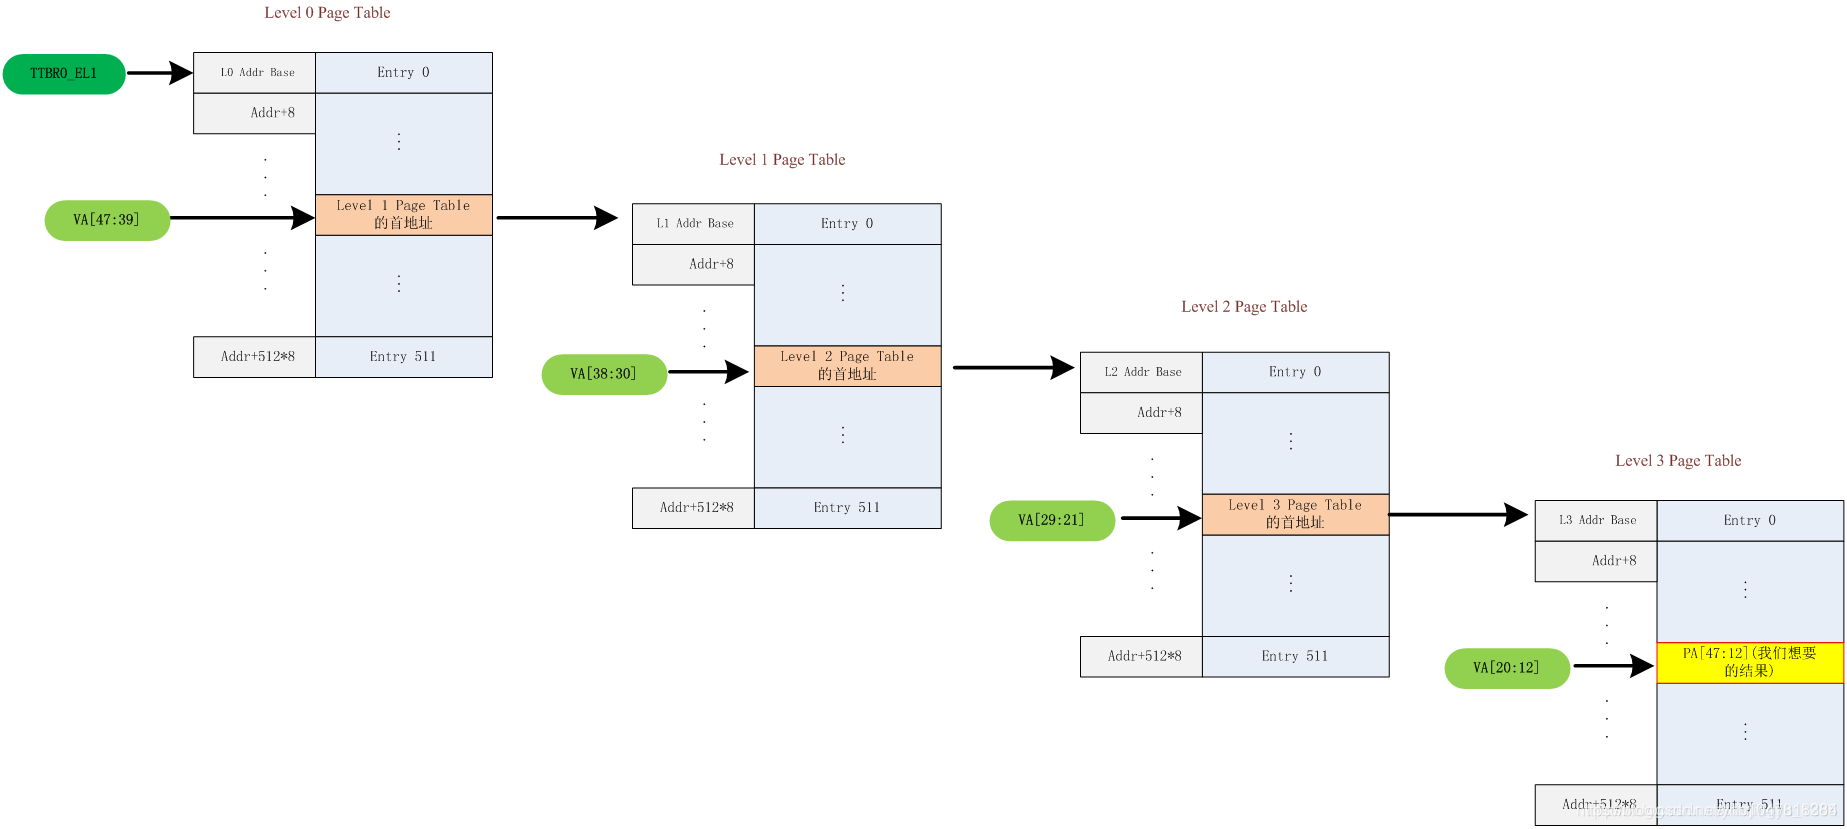 Level 0 Page Table
TTBR0_EL1
L0 Addr Base
Entry 0
Addr+8
VA[47:39]
Level 1 Page Table
的首地址
Addr+512*8
Entry 511
Level 1 Page Table
L1 Addr Base
Entry 0
Addr+8
VA[38:30]
Level 2 Page Table
的首地址
Addr+512*8
Entry 511
Level 2 Page Table
L2 Addr Base
Entry 0
Addr+8
VA[29:21]
Level 3 Page Table
的首地址
Addr+512*8
Entry 511
Level 3 Page Table
L3 Addr Base
Entry 0
Addr+8
VA[20:12]
PA[47:12](我们想要
的结果)
Addr+512*8
Entry 511